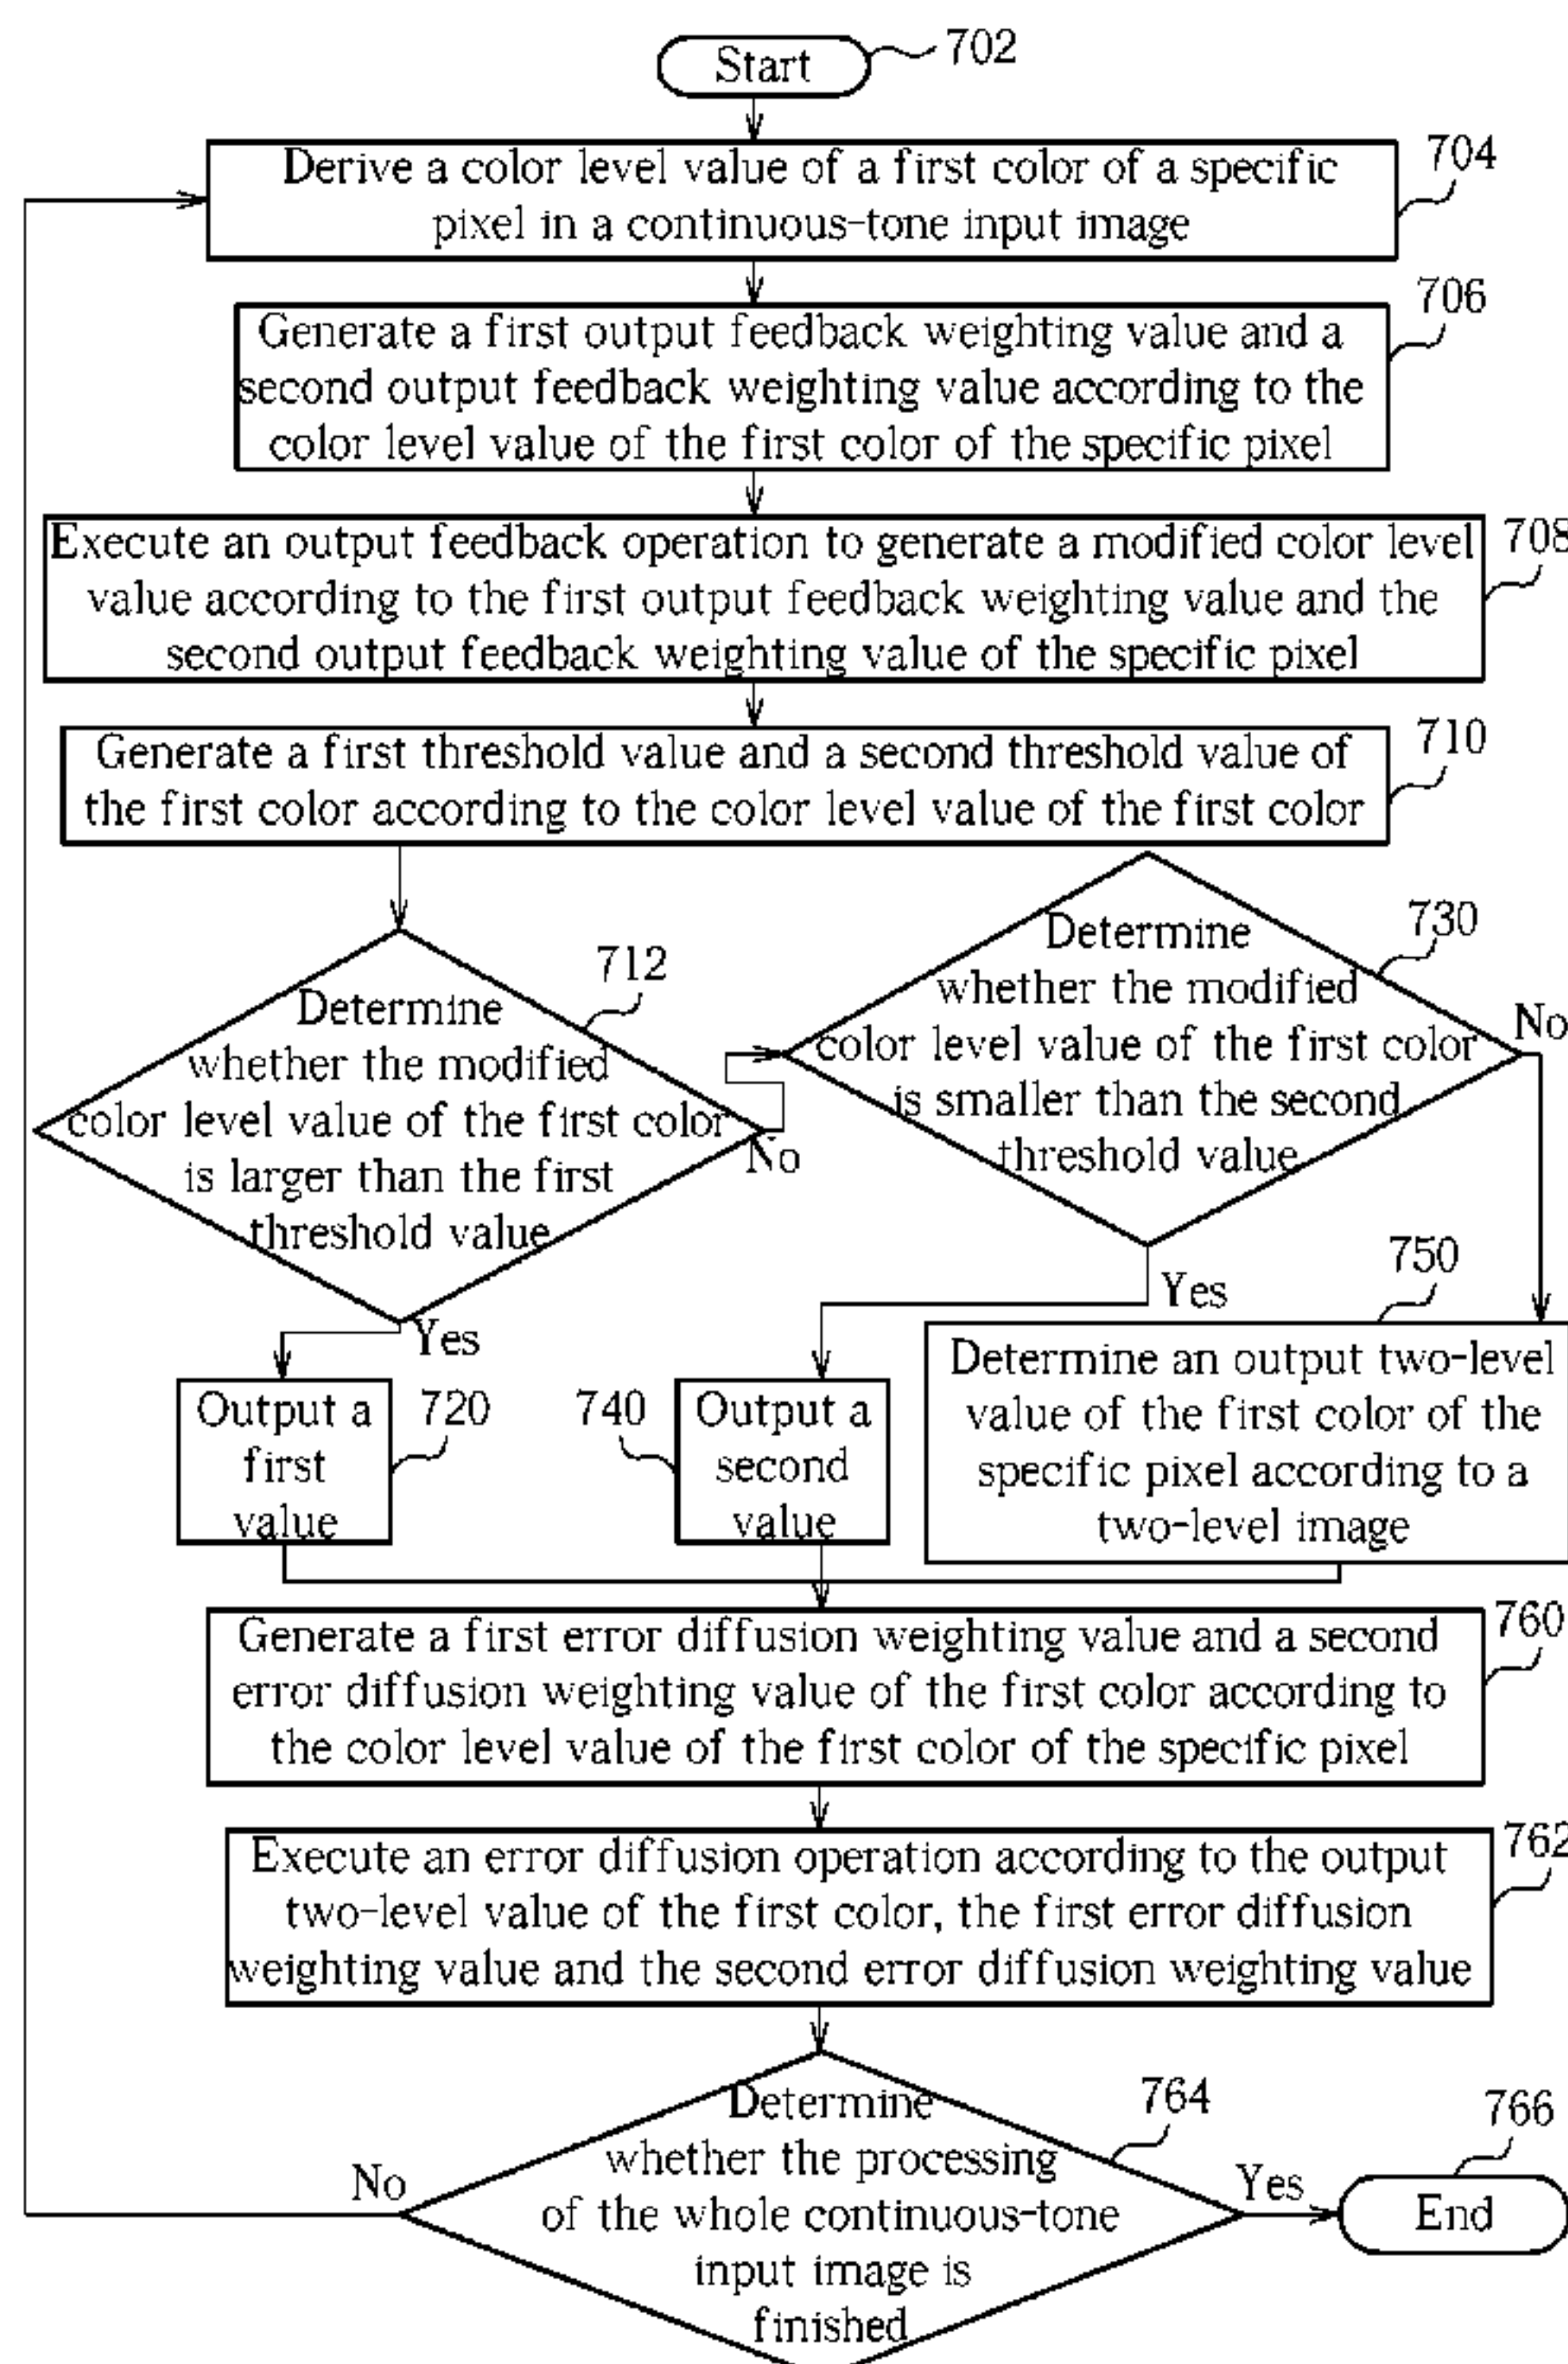 Start
702
Derive a color level value of a first color of a specific
pixel in a continuous-tone input image
704
Generate a first output feedback weighting value and a
second output feedback weighting value according to the
color level value of the first color of the specific pixel
706
Execute an output feedback operation to generate a modified color level
value according to the first output feedback weighting value and the
second output feedback weighting value of the specific pixel
708
Generate a first threshold value and a second threshold value of
the first color according to the color level value of the first color
710
Determine
whether the modified
color level value of the first color
is larger than the first
threshold value
712
No
Yes
Determine
whether the modified
color level value of the first color
is smaller than the second
threshold value
730
No
Yes
Output a
first
value
720
740
Output a
second
value
750
Determine an output two-level
value of the first color of the
specific pixel according to a
two-level image
Generate a first error diffusion weighting value and a second
error diffusion weighting value of the first color according to
the color level value of the first color of the specific pixel
760
Execute an error diffusion operation according to the output
two-level value of the first color, the first error diffusion
weighting value and the second error diffusion weighting value
762
Determine
whether the processing
of the whole continuous-tone
input image is
finished
764
No
Yes
End
766